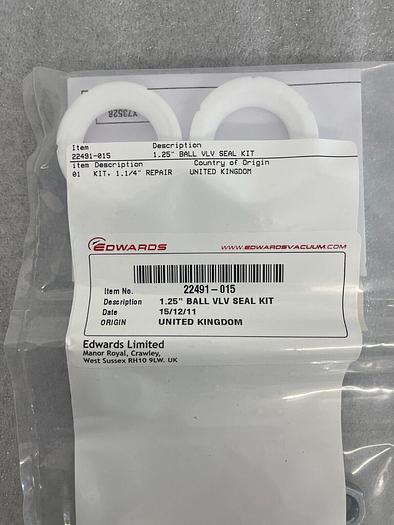 X73528
Item Description
22491-015 1.25" BALL VLV SEAL KIT
item Description Country of Origin
01 KIT, 1.1/4" REPAIR UNITED KINGDOM
EDWARDS WWW.EDWARDSVACUUM.COM
Item No. 22491-015
Description 1.25" BALL VLV SEAL KIT
Date 15/12/11
ORIGIN UNITED KINGDOM
Edwards Limited
Manor Royal, Crawley,
West Sussex RH10 9LW. UK